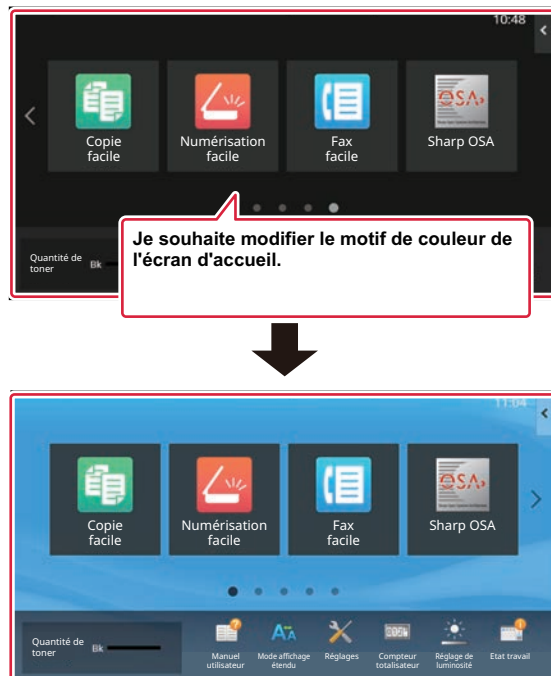 10:48
Copie
facile
Numérisation
facile
Fax
facile
OSA
Sharp OSA
Je souhaite modifier le motif de couleur de
l'écran d'accueil.
Quantité de
toner
Bk
11:04
Copie
facile
Numérisation
facile
Fax
facile
OSA
Sharp OSA
Quantité de
toner
Bk
Manuel
utilisateur
Mode affichage
étendu
Réglages
Compteur
totalisateur
Réglage de
luminosité
Etat travail